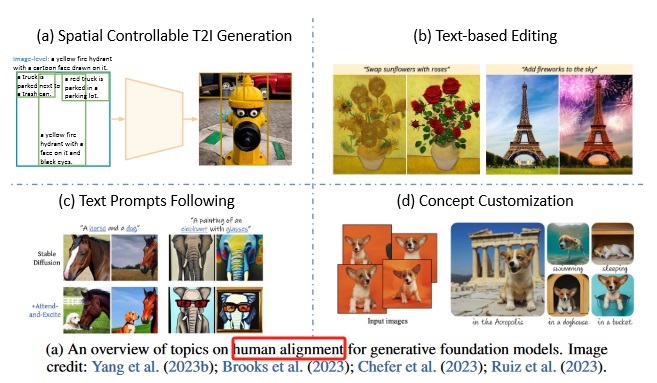 (a) Spatial Controllable T2I Generation
Image-level: a yellow fire hydrant
with a cartoon face drawn on it.
a truck is
parked next to
a trash can.
a red truck is
parked in a
parking lot.
a yellow fire
hydrant with a
face on it and
black eyes.
(b) Text-based Editing
"Swap sunflowers with roses"
"Add fireworks to the sky"
(c) Text Prompts Following
"A horse and a dog"
"A painting of an
elephant with glasses"
Stable
Diffusion
+Attend-
and-Excite
(d) Concept Customization
Input images
in the Acropolis
swimming
sleeping
in a doghouse
in a bucket
(a) An overview of topics on human alignment for generative foundation models. Image
credit: Yang et al. (2023b); Brooks et al. (2023); Chefer et al. (2023); Ruiz et al. (2023).